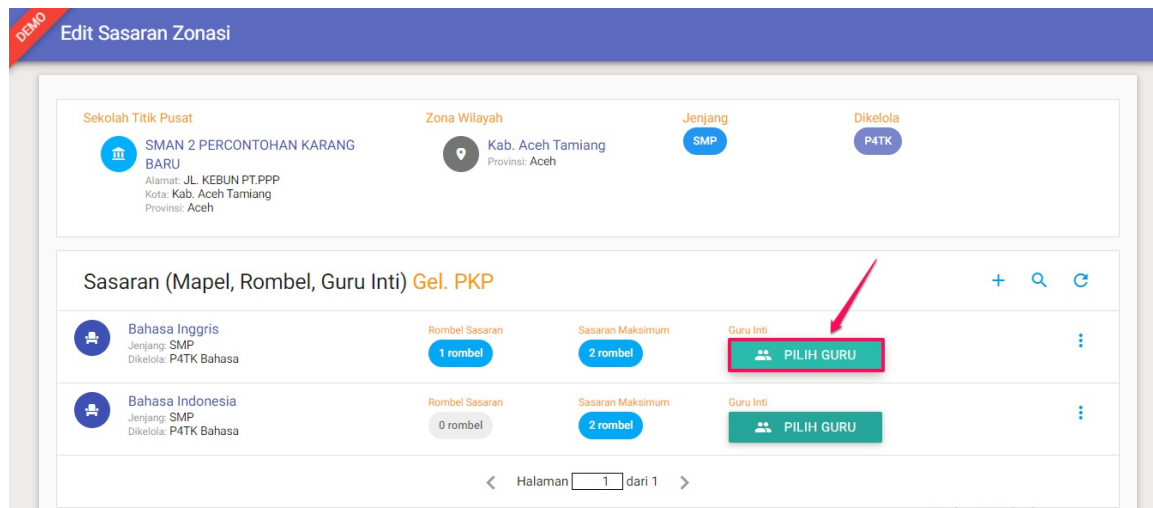 DEMO
Edit Sasaran Zonasi
Sekolah Titik Pusat
SMAN 2 PERCONTOHAN KARANG
BARU
Alamat: JL. KEBUN PT.PPP
Kota: Kab. Aceh Tamiang
Provinsi: Aceh
Zona Wilayah
Kab. Aceh Tamiang
Provinsi: Aceh
Jenjang
SMP
Dikelola
P4TK
Sasaran (Mapel, Rombel, Guru Inti) Gel. PKP
Bahasa Inggris
Jenjang: SMP
Dikelola: P4TK Bahasa
Rombel Sasaran
1 rombel
Sasaran Maksimum
2 rombel
Guru Inti
PILIH GURU
Bahasa Indonesia
Jenjang: SMP
Dikelola: P4TK Bahasa
Rombel Sasaran
0 rombel
Sasaran Maksimum
2 rombel
Guru Inti
PILIH GURU
Halaman 1 dari 1